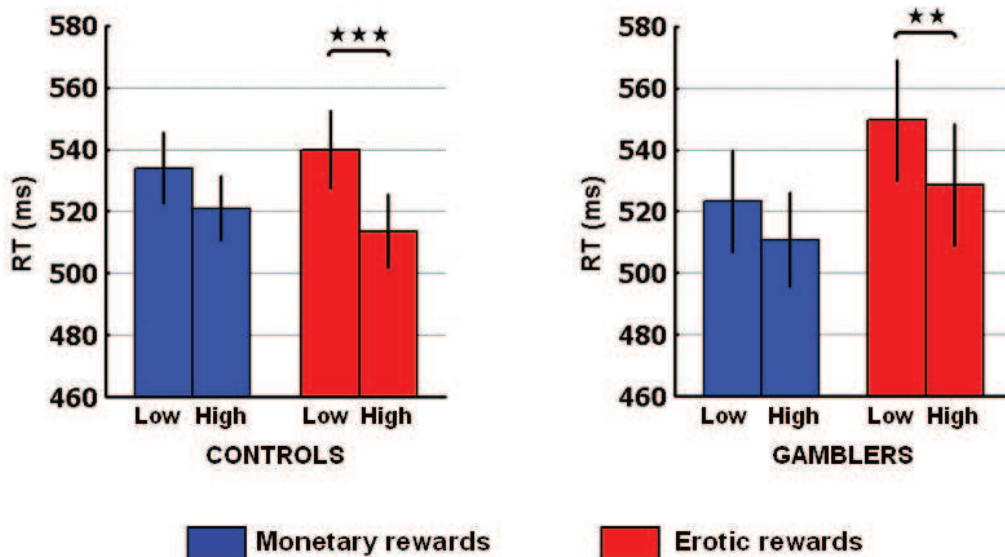 580
560
540
520
500
480
460
RT (ms)
★★★
Low High Low High
CONTROLS
580
560
540
520
500
480
460
RT (ms)
★★
Low High Low High
GAMBLERS
Monetary rewards
Erotic rewards